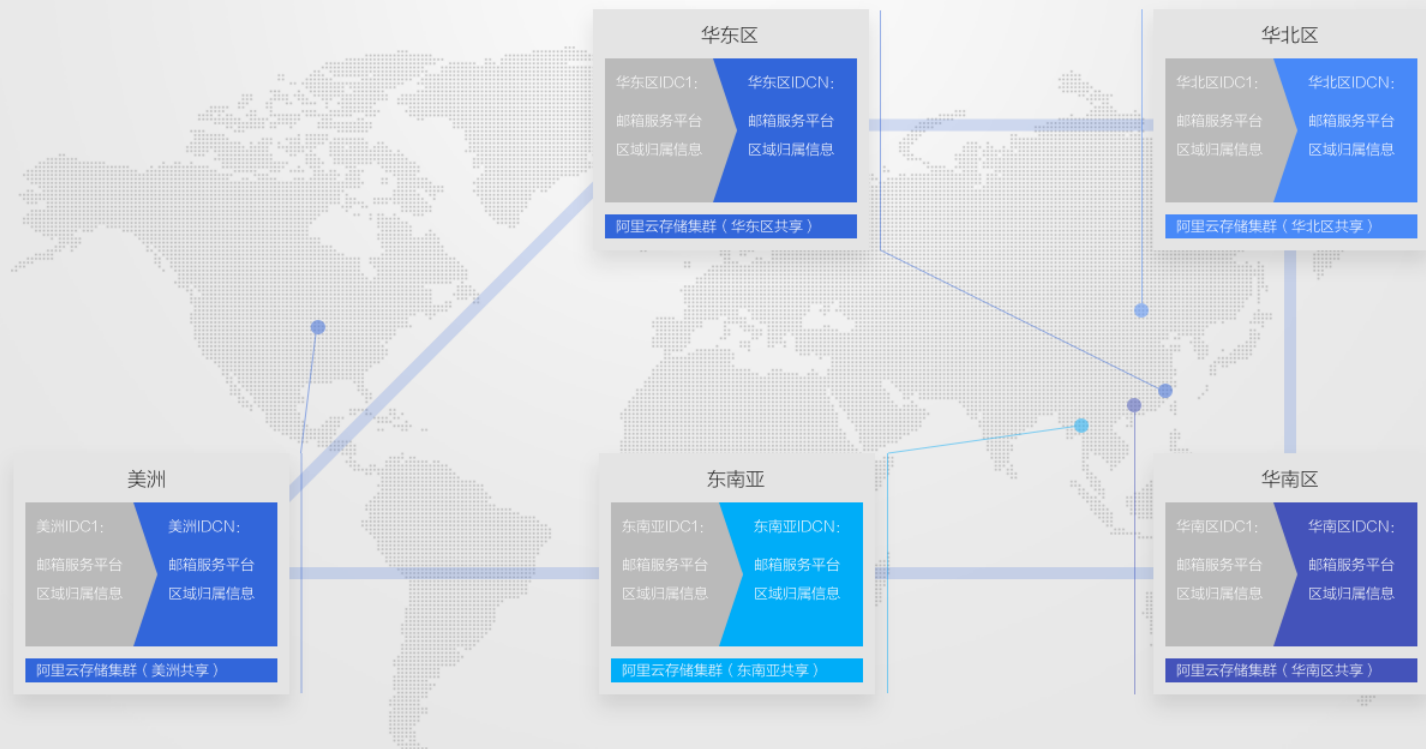 华东区
华东区IDC1:
邮箱服务平台
区域归属信息
华东区IDCN:
邮箱服务平台
区域归属信息
阿里云存储集群（华东区共享）
华北区
华北区IDC1:
邮箱服务平台
区域归属信息
华北区IDCN:
邮箱服务平台
区域归属信息
阿里云存储集群（华北区共享）
美洲
美洲IDC1:
邮箱服务平台
区域归属信息
美洲IDCN:
邮箱服务平台
区域归属信息
阿里云存储集群（美洲共享）
东南亚
东南亚IDC1:
邮箱服务平台
区域归属信息
东南亚IDCN:
邮箱服务平台
区域归属信息
阿里云存储集群（东南亚共享）
华南区
华南区IDC1:
邮箱服务平台
区域归属信息
华南区IDCN:
邮箱服务平台
区域归属信息
阿里云存储集群（华南区共享）